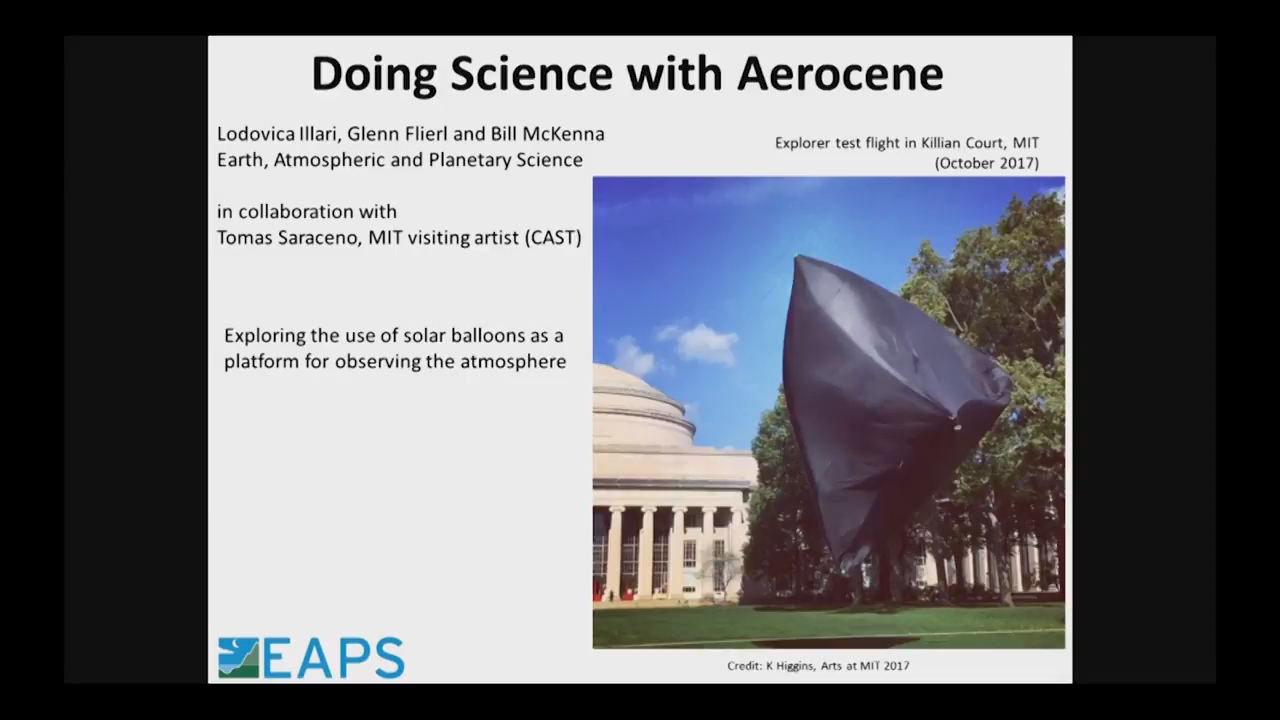 Doing Science with Aerocene
Lodovica Illari, Glenn Flierl and Bill McKenna
Earth, Atmospheric and Planetary Science
in collaboration with
Tomas Saraceno, MIT visiting artist (CAST)
Exploring the use of solar balloons as a
platform for observing the atmosphere
Explorer test flight in Killian Court, MIT
(October 2017)
Credit: K Higgins, Arts at MIT 2017
EAPS